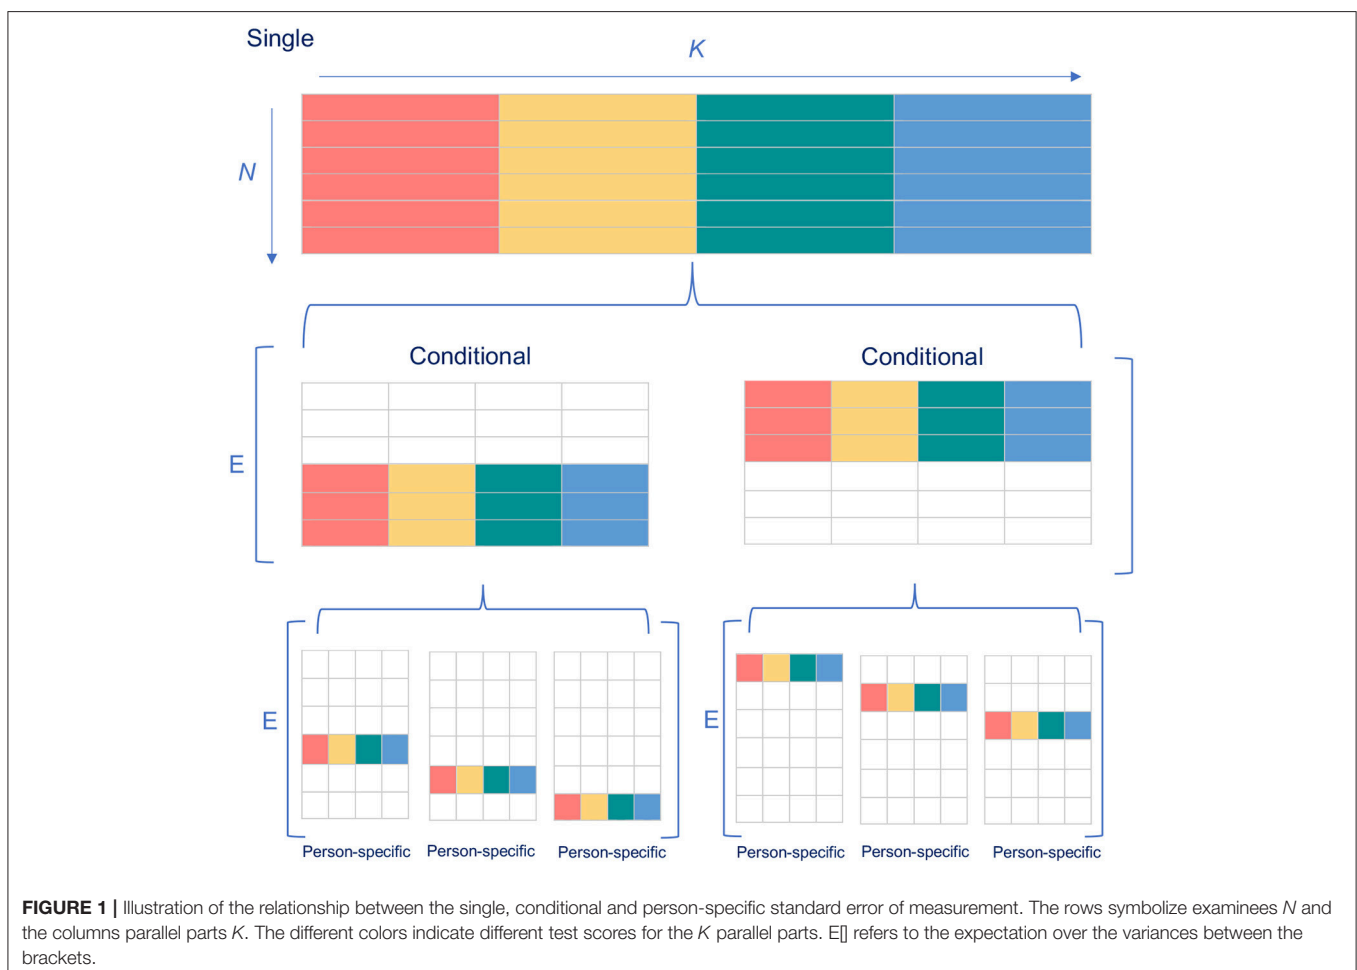 Single
K
N
Conditional
Conditional
E
E
E
Person-specific
Person-specific
Person-specific
Person-specific
Person-specific
Person-specific
FIGURE 1 | Illustration of the relationship between the single, conditional and person-specific standard error of measurement. The rows symbolize examinees N and
the columns parallel parts K. The different colors indicate different test scores for the K parallel parts. E[] refers to the expectation over the variances between the
brackets.